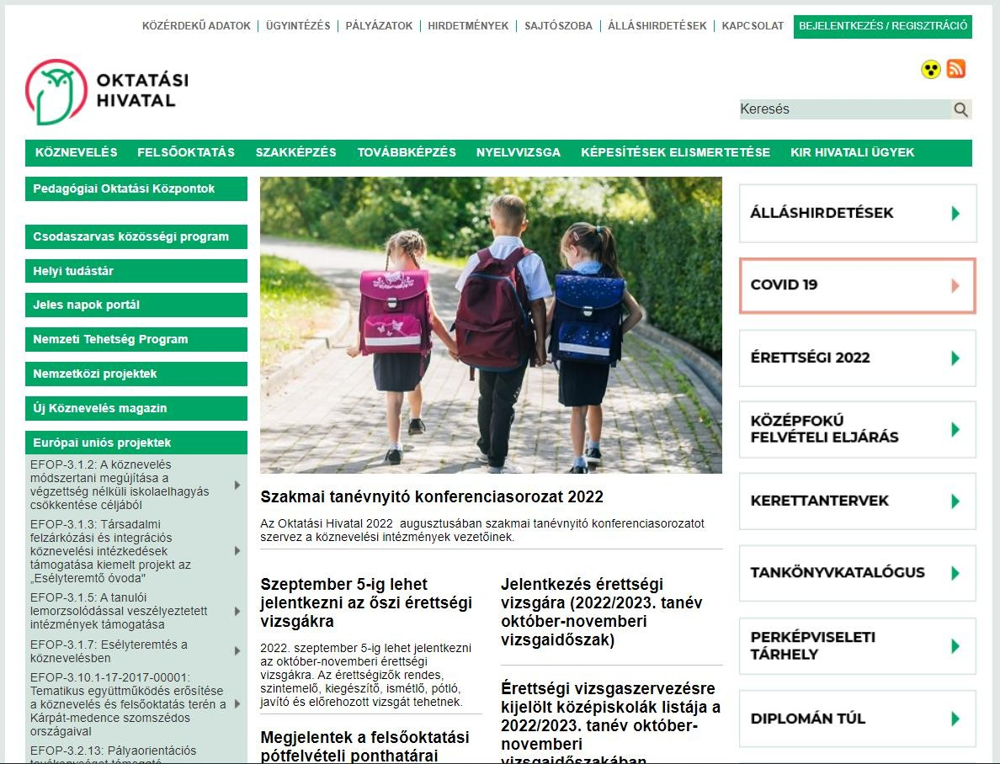 KÖZÉRDEKŰ ADATOK
ÜGYINTÉZÉS
PÁLYÁZATOK
HIRDETMÉNYEK
SAJTÓSZOBA
ÁLLÁSHIRDETÉSEK
KAPCSOLAT
BEJELENTKEZÉS / REGISZTRÁCIÓ
OKTATÁSI
HIVATAL
Keresés
KÖZNEVELÉS
FELSŐOKTATÁS
SZAKKÉPZÉS
TOVÁBBKÉPZÉS
NYELVVIZSGA
KÉPESÍTÉSEK ELISMERTETÉSE
KIR HIVATALI ÜGYEK
Pedagógiai Oktatási Központok
Csodaszarvas közösségi program
Helyi tudástár
Jeles napok portál
Nemzeti Tehetség Program
Nemzetközi projektek
Új Köznevelés magazin
Európai uniós projektek
EFOP-3.1.2: A köznevelés
módszertani megújítása a
végzettség nélküli iskolaelhagyás
csökkentése céljából
EFOP-3.1.3: Társadalmi
felzárkózási és integrációs
köznevelési intézkedések
támogatása kiemelt projekt az
„Esélyteremtő óvoda"
EFOP-3.1.5: A tanulói
lemorzsolódással veszélyeztetett
intézmények támogatása
EFOP-3.1.7: Esélyteremtés a
köznevelésben
EFOP-3.10.1-17-2017-00001:
Tematikus együttműködés erősítése
a köznevelés és felsőoktatás terén a
Kárpát-medence szomszédos
országaival
EFOP-3.2.13: Pályaorientációs
Szakmai tanévnyitó konferenciasorozat 2022
Az Oktatási Hivatal 2022 augusztusában szakmai tanévnyitó konferenciasorozatot
szervez a köznevelési intézmények vezetőinek.
Szeptember 5-ig lehet
jelentkezni az őszi érettségi
vizsgákra
2022. szeptember 5-ig lehet jelentkezni
az október-novemberi érettségi
vizsgákra. Az érettségizők rendes,
szintemelő, kiegészítő, ismétlő, pótló,
javító és előrehozott vizsgát tehetnek.
Megjelentek a felsőoktatási
pótfelvételi ponthatárai
Jelentkezés érettségi
vizsgára (2022/2023. tanév
október-novemberi
vizsgaidőszak)
Érettségi vizsgaszervezésre
kijelölt középiskolák listája a
2022/2023. tanév október-
novemberi
vizsgaidőszakában
ÁLLÁSHIRDETÉSEK
COVID 19
ÉRETTSÉGI 2022
KÖZÉPFOKÚ
FELVÉTELI ELJÁRÁS
KERETTANTERVEK
TANKÖNYVKATALÓGUS
PERKÉPVISELETI
TÁRHELY
DIPLOMÁN TÚL